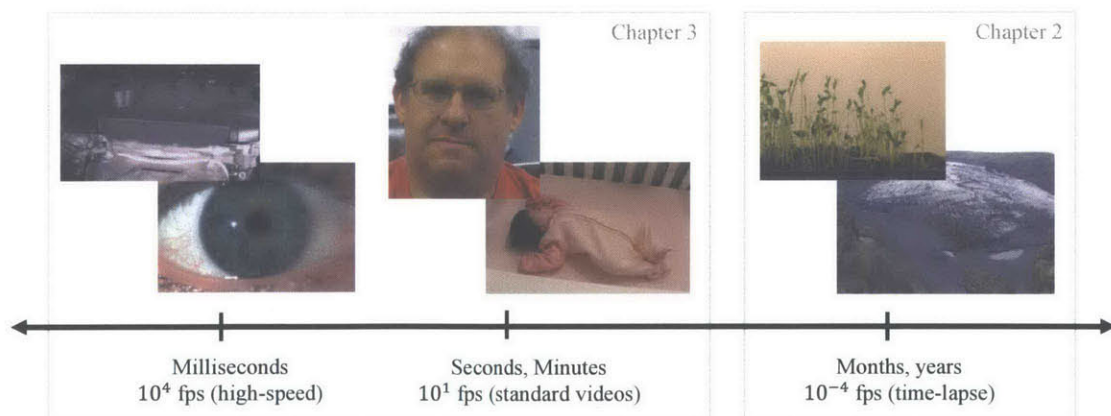 Chapter 3
Chapter 2
Milliseconds
10⁴ fps (high-speed)
Seconds, Minutes
10¹ fps (standard videos)
Months, years
10⁻⁴ fps (time-lapse)